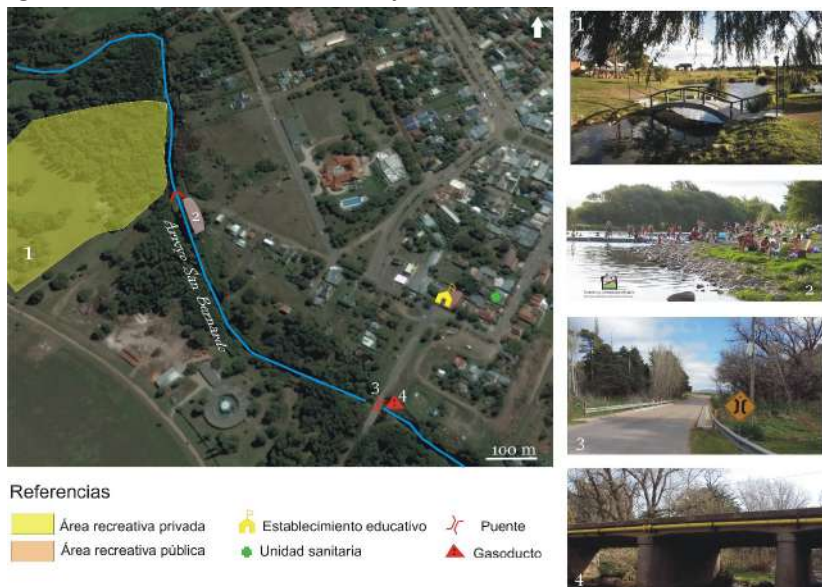 1
2
Arroyo San Bernardo
3
4
100 m
1
2
3
4
Referencias
Área recreativa privada
Área recreativa pública
Establecimiento educativo
Unidad sanitaria
Puente
Gasoducto